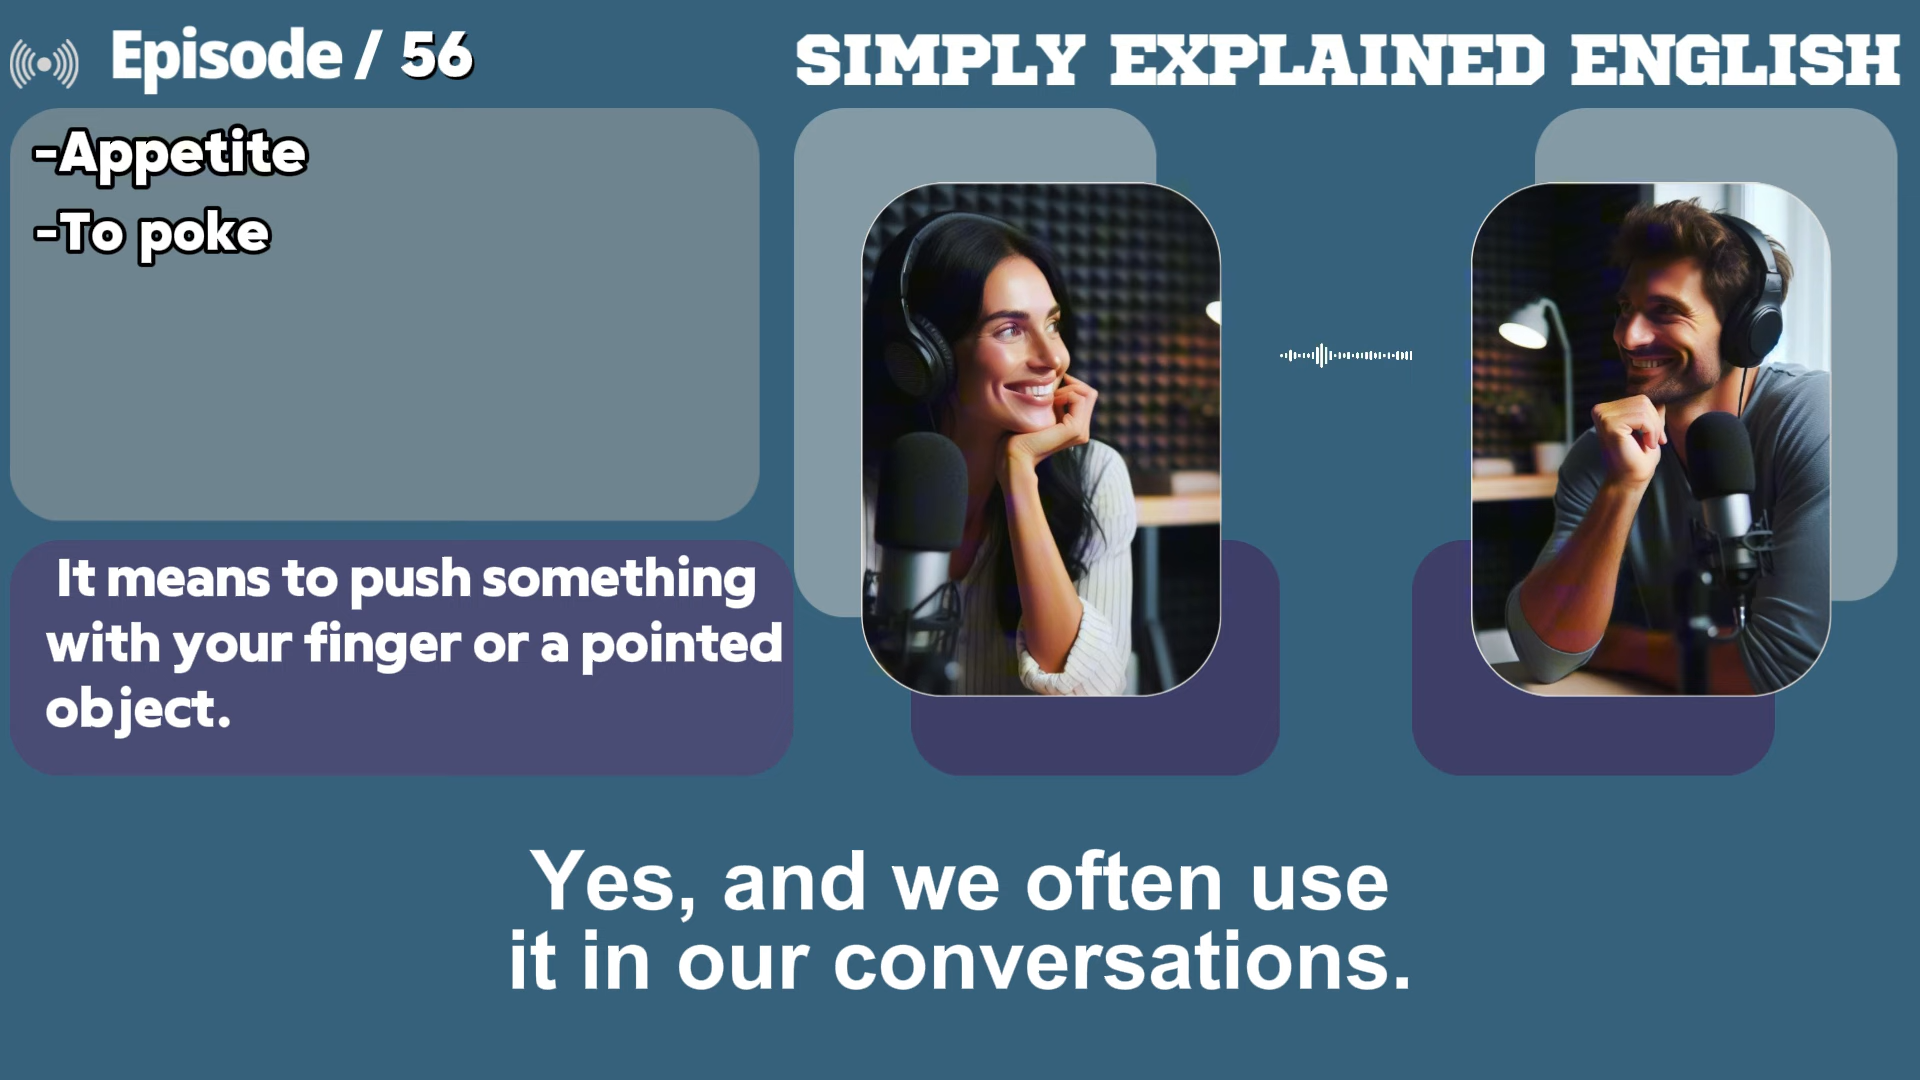 Episode / 56
SIMPLY EXPLAINED ENGLISH
-Appetite
-To poke
It means to push something
with your finger or a pointed
object.
Yes, and we often use
it in our conversations.